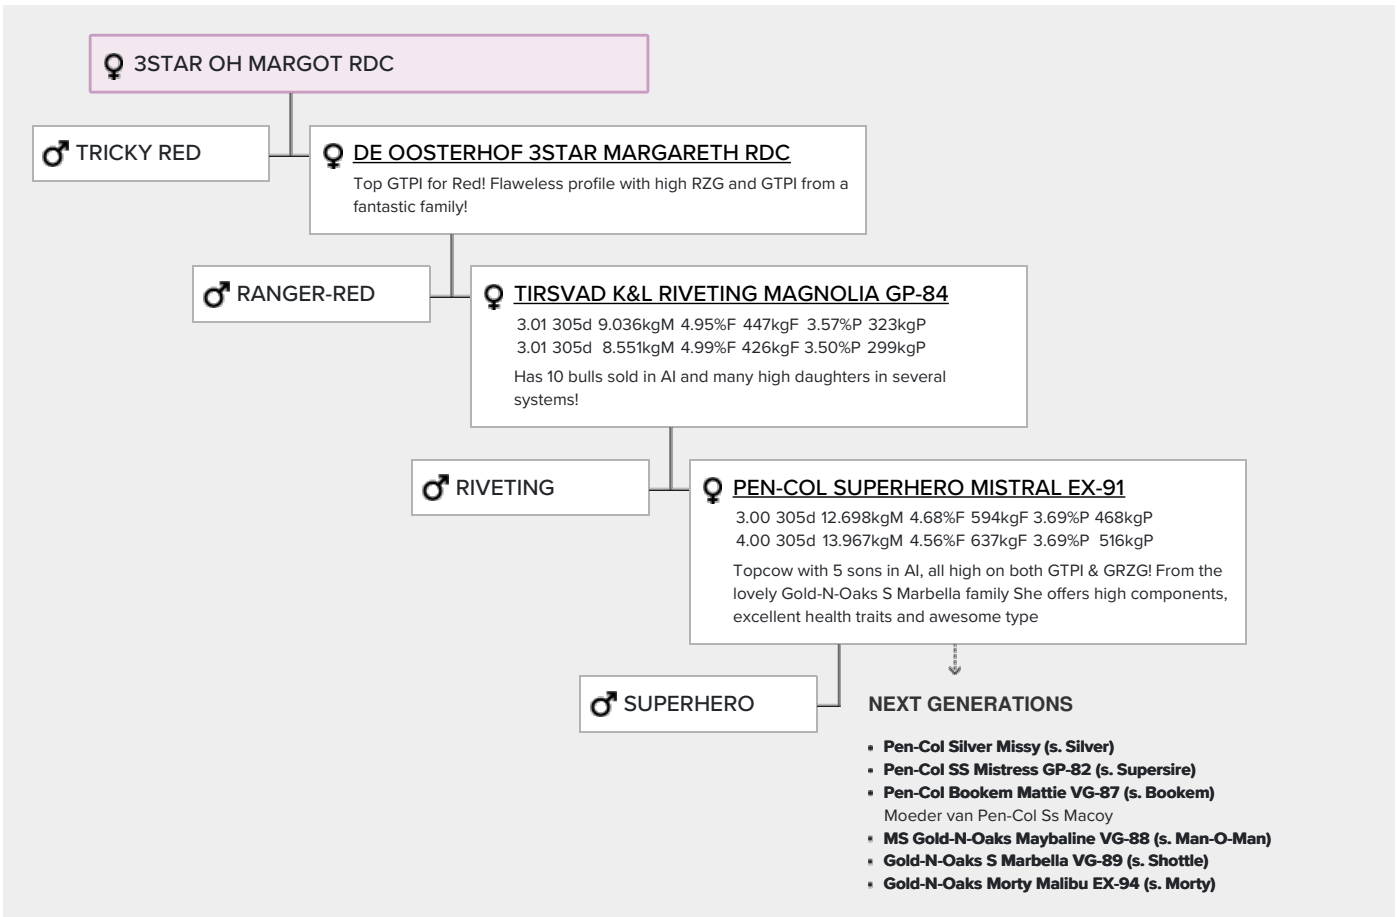 3STAR OH MARGOT RDC
TRICKY RED
DE OOSTERHOF 3STAR MARGARETH RDC
Top GTPI for Red! Flaweless profile with high RZG and GTPI from a
fantastic family!
RANGER-RED
TIRSVAD K&L RIVETING MAGNOLIA GP-84
3.01 305d 9.036kgM 4.95%F 447kgF 3.57%P 323kgP
3.01 305d 8.551kgM 4.99%F 426kgF 3.50%P 299kgP
Has 10 bulls sold in AI and many high daughters in several
systems!
RIVETING
PEN-COL SUPERHERO MISTRAL EX-91
3.00 305d 12.698kgM 4.68%F 594kgF 3.69%P 468kgP
4.00 305d 13.967kgM 4.56%F 637kgF 3.69%P 516kgP
Topcow with 5 sons in AI, all high on both GTPI & GRZG! From the
lovely Gold-N-Oaks S Marbella family She offers high components,
excellent health traits and awesome type
SUPERHERO
NEXT GENERATIONS
Pen-Col Silver Missy (s. Silver)
Pen-Col SS Mistress GP-82 (s. Supersire)
Pen-Col Bookem Mattie VG-87 (s. Bookem)
Moeder van Pen-Col Ss Macoy
MS Gold-N-Oaks Maybaline VG-88 (s. Man-O-Man)
Gold-N-Oaks S Marbella VG-89 (s. Shottle)
Gold-N-Oaks Morty Malibu EX-94 (s. Morty)